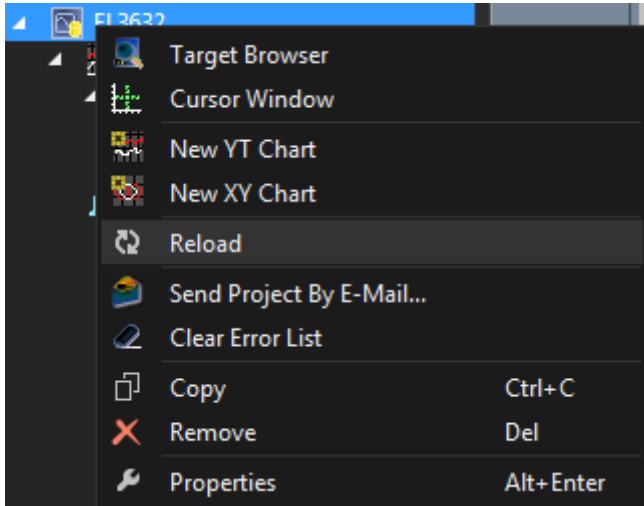 EL3632
Target Browser
Cursor Window
New YT Chart
New XY Chart
Reload
Send Project By E-Mail...
Clear Error List
Copy Ctrl+C
Remove Del
Properties Alt+Enter